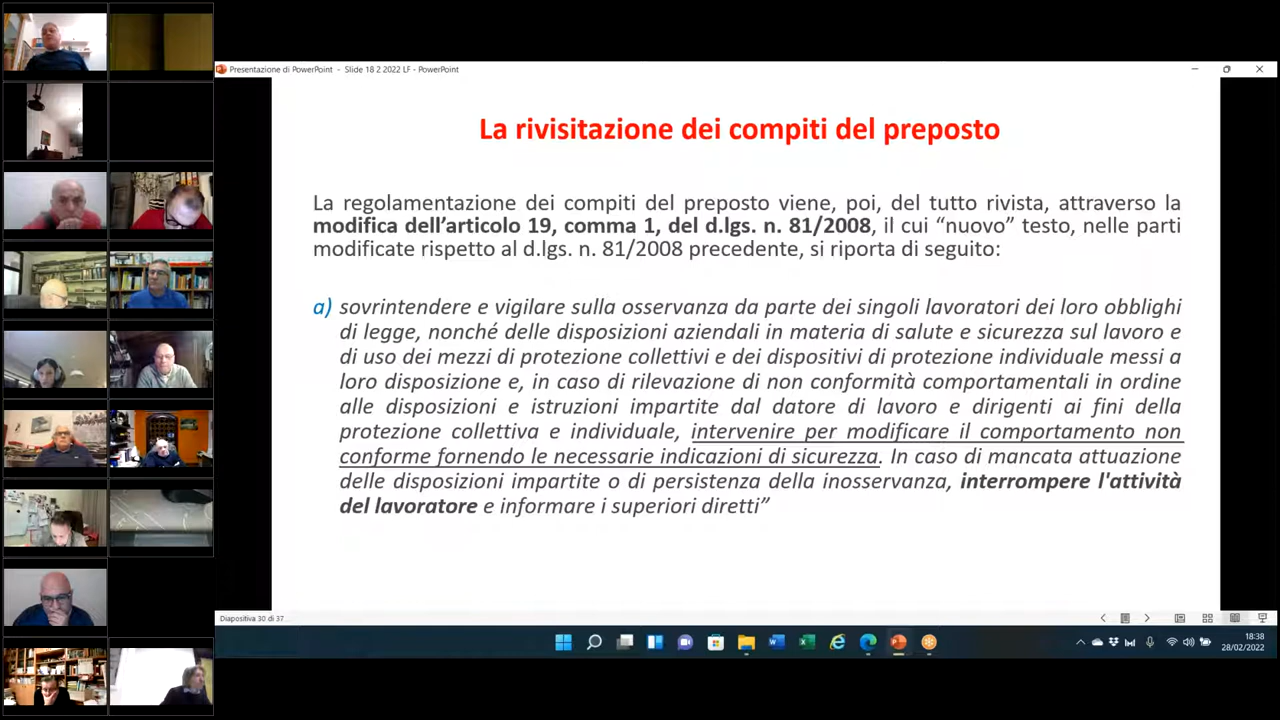 Presentazione di PowerPoint - Slide 18 2 2022 LF - PowerPoint
La rivisitazione dei compiti del preposto
La regolamentazione dei compiti del preposto viene, poi, del tutto rivista, attraverso la
modifica dell’articolo 19, comma 1, del d.lgs. n. 81/2008, il cui “nuovo” testo, nelle parti
modificate rispetto al d.lgs. n. 81/2008 precedente, si riporta di seguito:
a) sovrintendere e vigilare sulla osservanza da parte dei singoli lavoratori dei loro obblighi
di legge, nonché delle disposizioni aziendali in materia di salute e sicurezza sul lavoro e
di uso dei mezzi di protezione collettivi e dei dispositivi di protezione individuale messi a
loro disposizione e, in caso di rilevazione di non conformità comportamentali in ordine
alle disposizioni e istruzioni impartite dal datore di lavoro e dirigenti ai fini della
protezione collettiva e individuale, intervenire per modificare il comportamento non
conforme fornendo le necessarie indicazioni di sicurezza. In caso di mancata attuazione
delle disposizioni impartite o di persistenza della inosservanza, interrompere l'attività
del lavoratore e informare i superiori diretti”
Diapositiva 30 di 37
18:38
28/02/2022